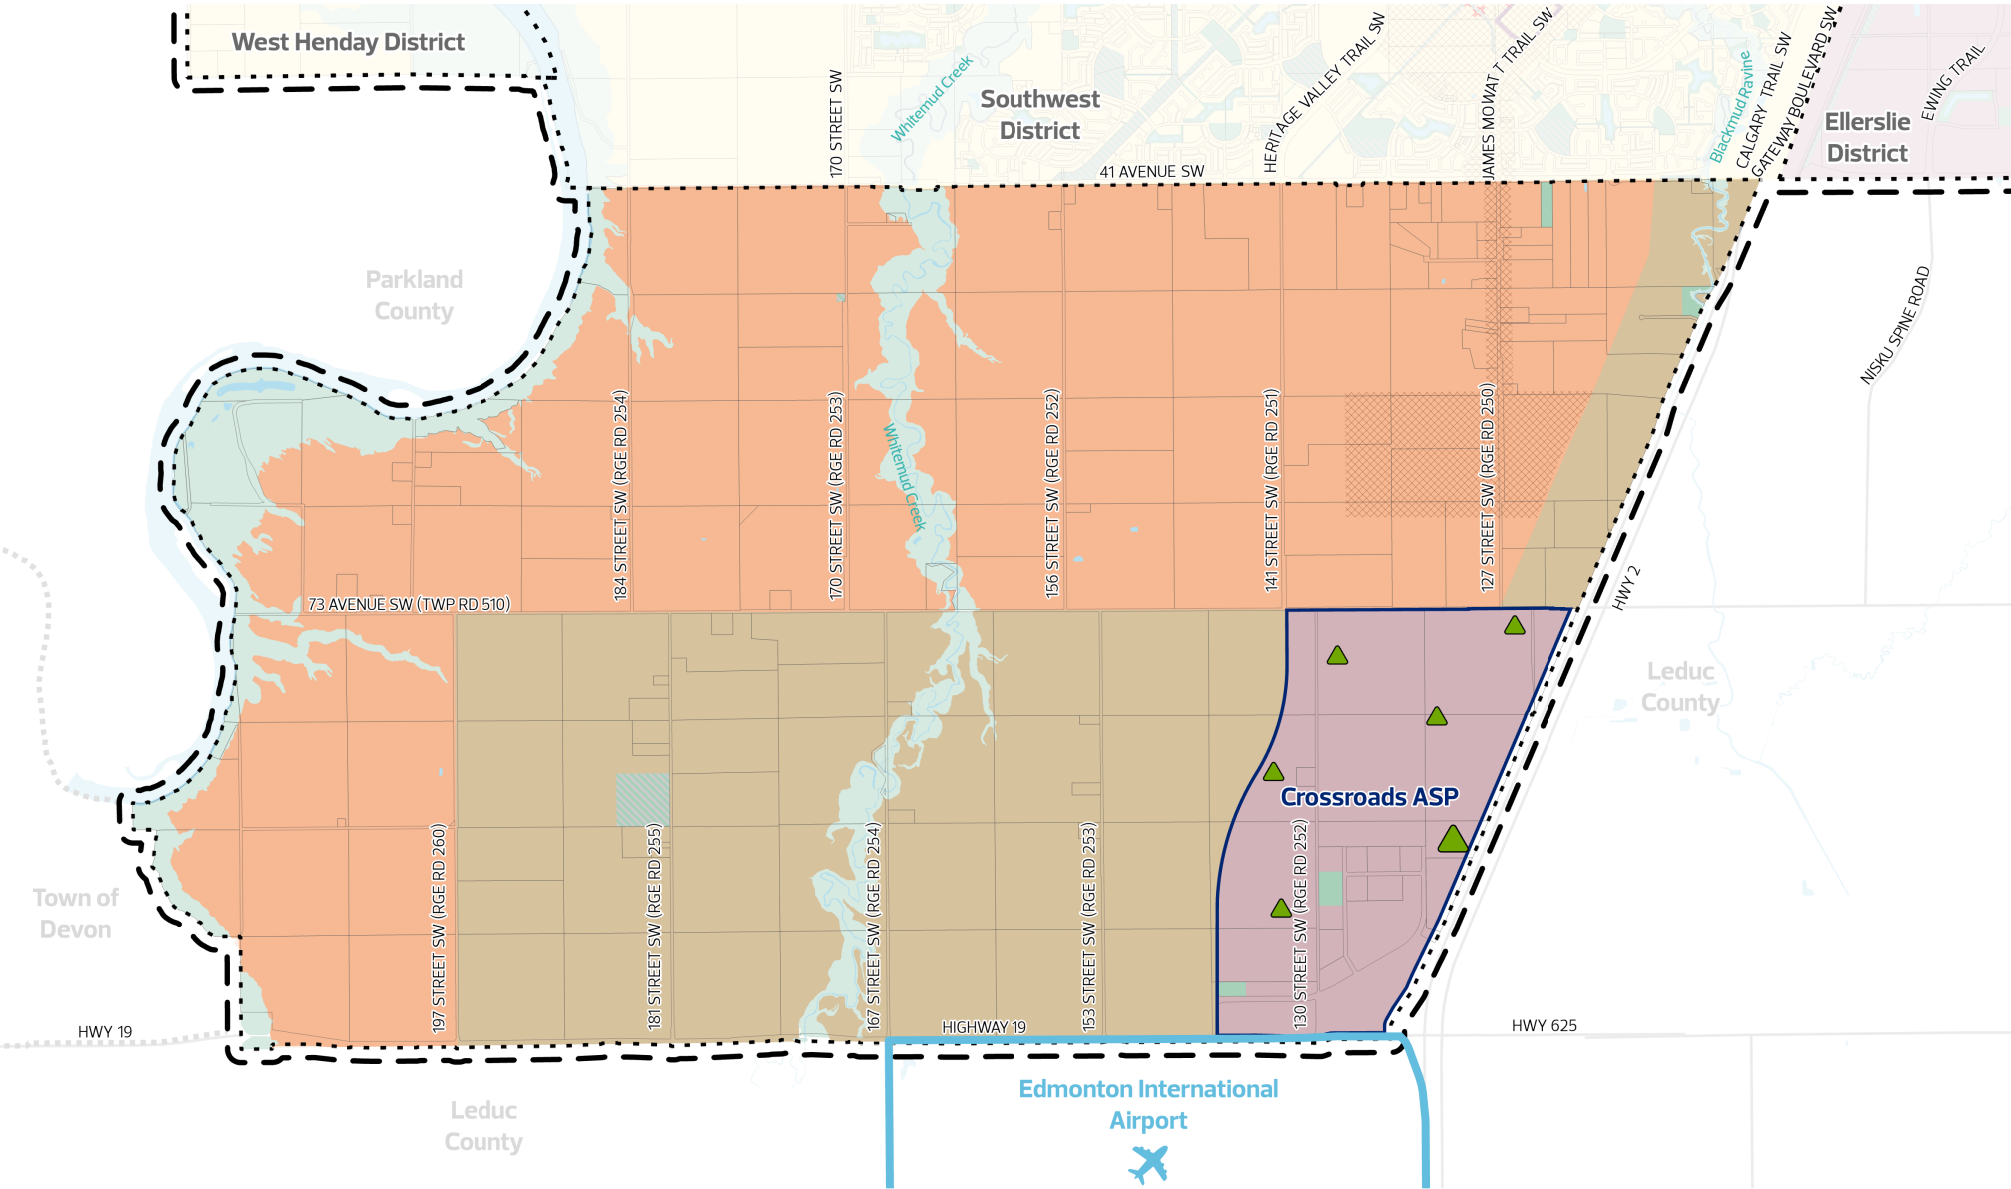 West Henday District
Southwest
District
Ellerslie
District
170 STREET SW
Whitemud Creek
HERITAGE VALLEY TRAIL SW
JAMES MOWATT TRAIL SW
Blackmud Ravine
CALGARY TRAIL SW
GATEWAY BOULEVARD SW
EWING TRAIL
41 AVENUE SW
Parkland
County
NISKU SPINE ROAD
184 STREET SW (RGE RD 254)
170 STREET SW (RGE RD 253)
Whitemud Creek
156 STREET SW (RGE RD 252)
141 STREET SW (RGE RD 251)
127 STREET SW (RGE RD 250)
HWY 2
73 AVENUE SW (TWP RD 510)
Leduc
County
Crossroads ASP
197 STREET SW (RGE RD 260)
181 STREET SW (RGE RD 255)
167 STREET SW (RGE RD 254)
153 STREET SW (RGE RD 253)
130 STREET SW (RGE RD 252)
Town of
Devon
HWY 19
HIGHWAY 19
HWY 625
Edmonton International
Airport
Leduc
County